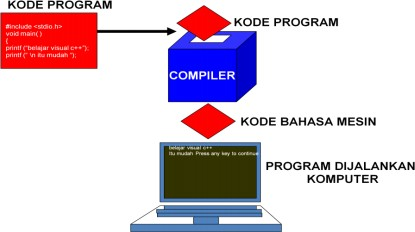 KODE PROGRAM
#include <stdio.h>
void main( )
{
printf ("belajar visual c++");
printf (" \n itu mudah ");
KODE PROGRAM
COMPILER
KODE BAHASA MESIN
belajar visual c++
itu mudah Press any key to continue
PROGRAM DIJALANKAN
KOMPUTER